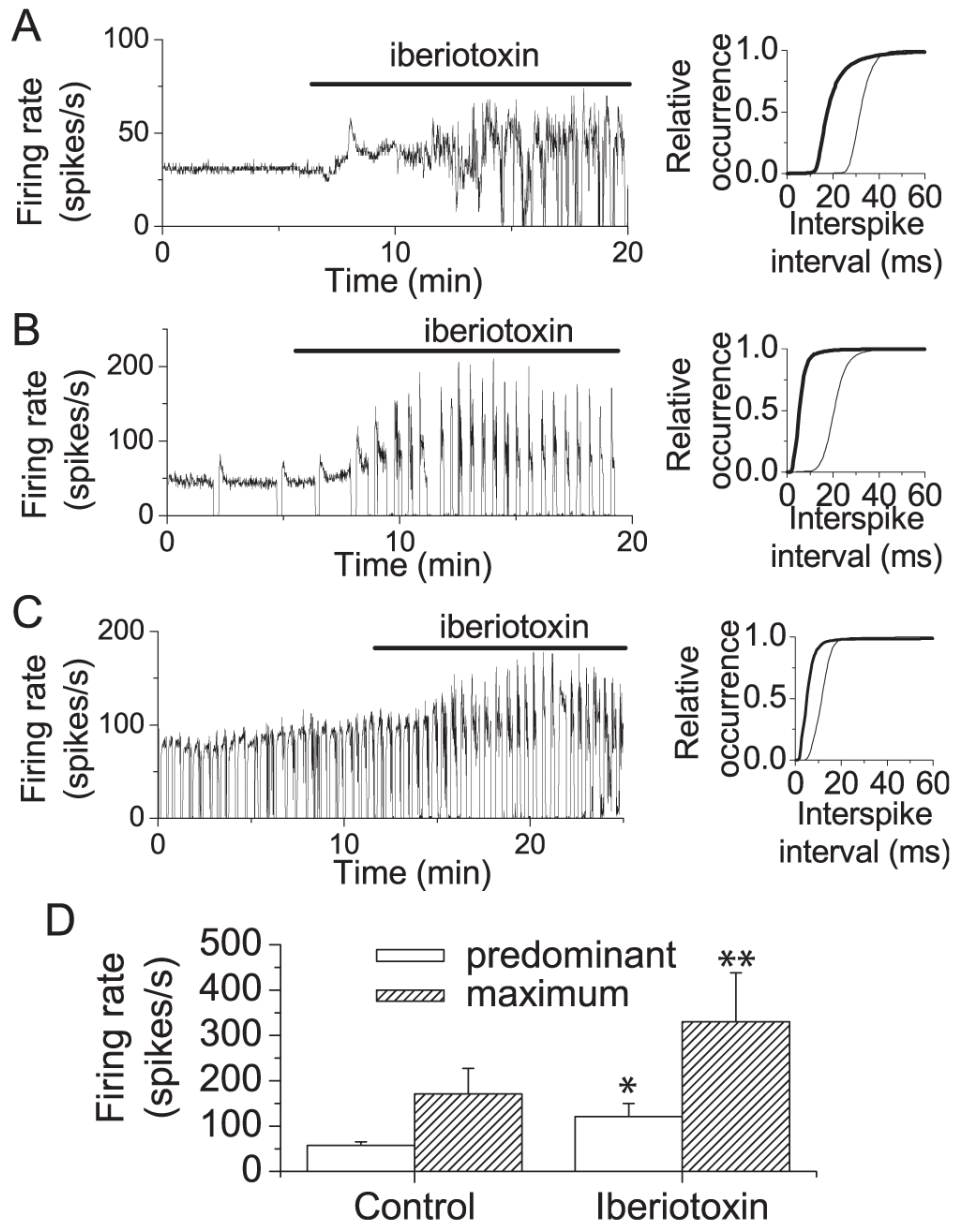 A
Firing rate
(spikes/s)
100
50
0
iberiotoxin
0
10
20
Time (min)
Relative
occurrence
1.0
0.5
0.0
0 20 40 60
Interspike
interval (ms)
B
Firing rate
(spikes/s)
200
100
0
iberiotoxin
0
10
20
Time (min)
Relative
occurrence
1.0
0.5
0.0
0 20 40 60
Interspike
interval (ms)
C
Firing rate
(spikes/s)
200
100
0
iberiotoxin
0
10
20
Time (min)
Relative
occurrence
1.0
0.5
0.0
0 20 40 60
Interspike
interval (ms)
D
Firing rate
(spikes/s)
500
400
300
200
100
0
predominant
maximum
*
**
Control
Iberiotoxin